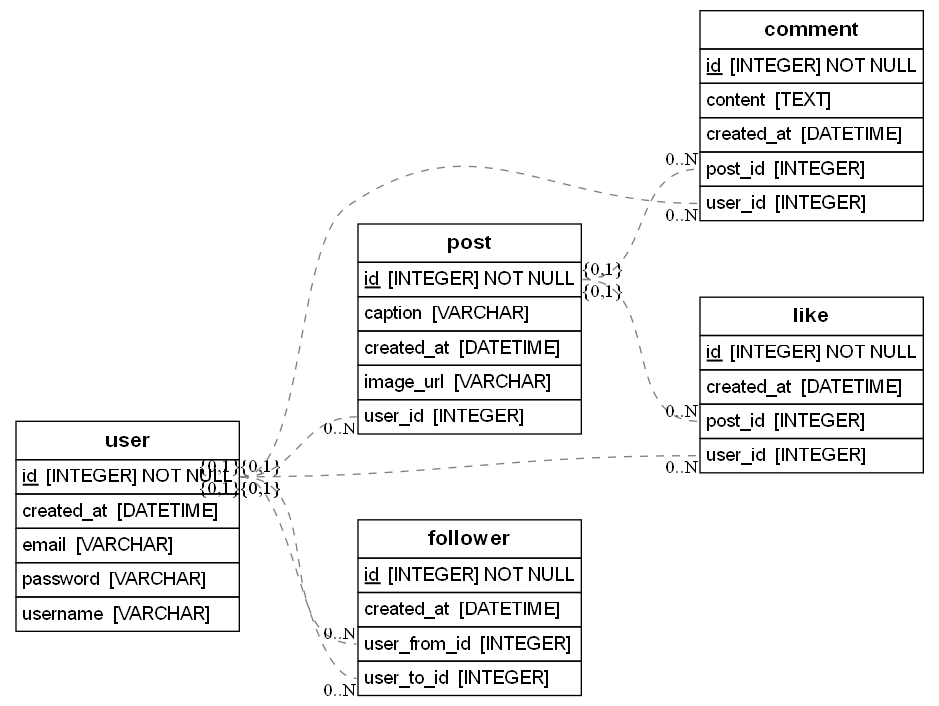 comment
id [INTEGER] NOT NULL
content [TEXT]
created_at [DATETIME]
post_id [INTEGER]
user_id [INTEGER]
0..N
0..N
post
id [INTEGER] NOT NULL
caption [VARCHAR]
created_at [DATETIME]
image_url [VARCHAR]
user_id [INTEGER]
{0,1}
{0,1}
0..N
like
id [INTEGER] NOT NULL
created_at [DATETIME]
post_id [INTEGER]
user_id [INTEGER]
0..N
0..N
user
id [INTEGER] NOT NULL
created_at [DATETIME]
email [VARCHAR]
password [VARCHAR]
username [VARCHAR]
{0,1}{0,1}
{0,1}{0,1}
follower
id [INTEGER] NOT NULL
created_at [DATETIME]
user_from_id [INTEGER]
user_to_id [INTEGER]
0..N
0..N